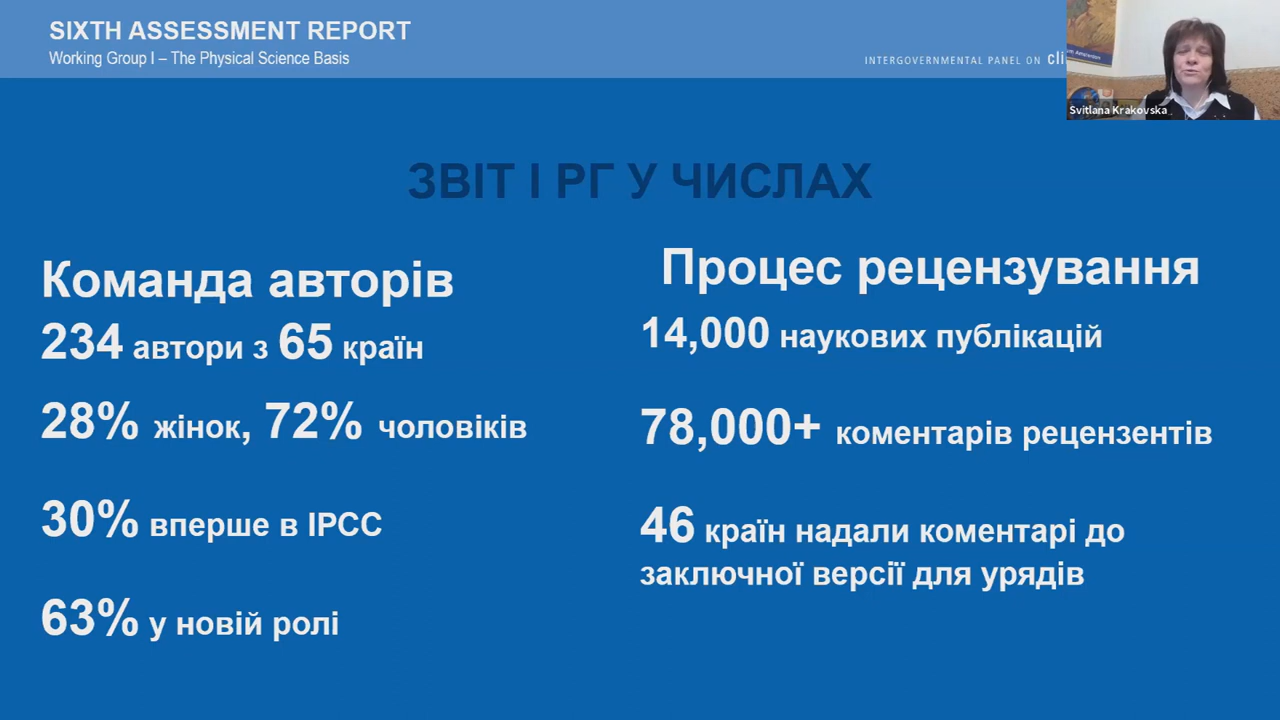 SIXTH ASSESSMENT REPORT
Working Group I – The Physical Science Basis
INTERGOVERNMENTAL PANEL ON cli
Svitlana Krakovska
ЗВІТ І РГ У ЧИСЛАХ
Команда авторів
234 автори з 65 країн
28% жінок, 72% чоловіків
30% вперше в ІРСС
63% у новій ролі
Процес рецензування
14,000 наукових публікацій
78,000+ коментарів рецензентів
46 країн надали коментарі до
заключної версії для урядів